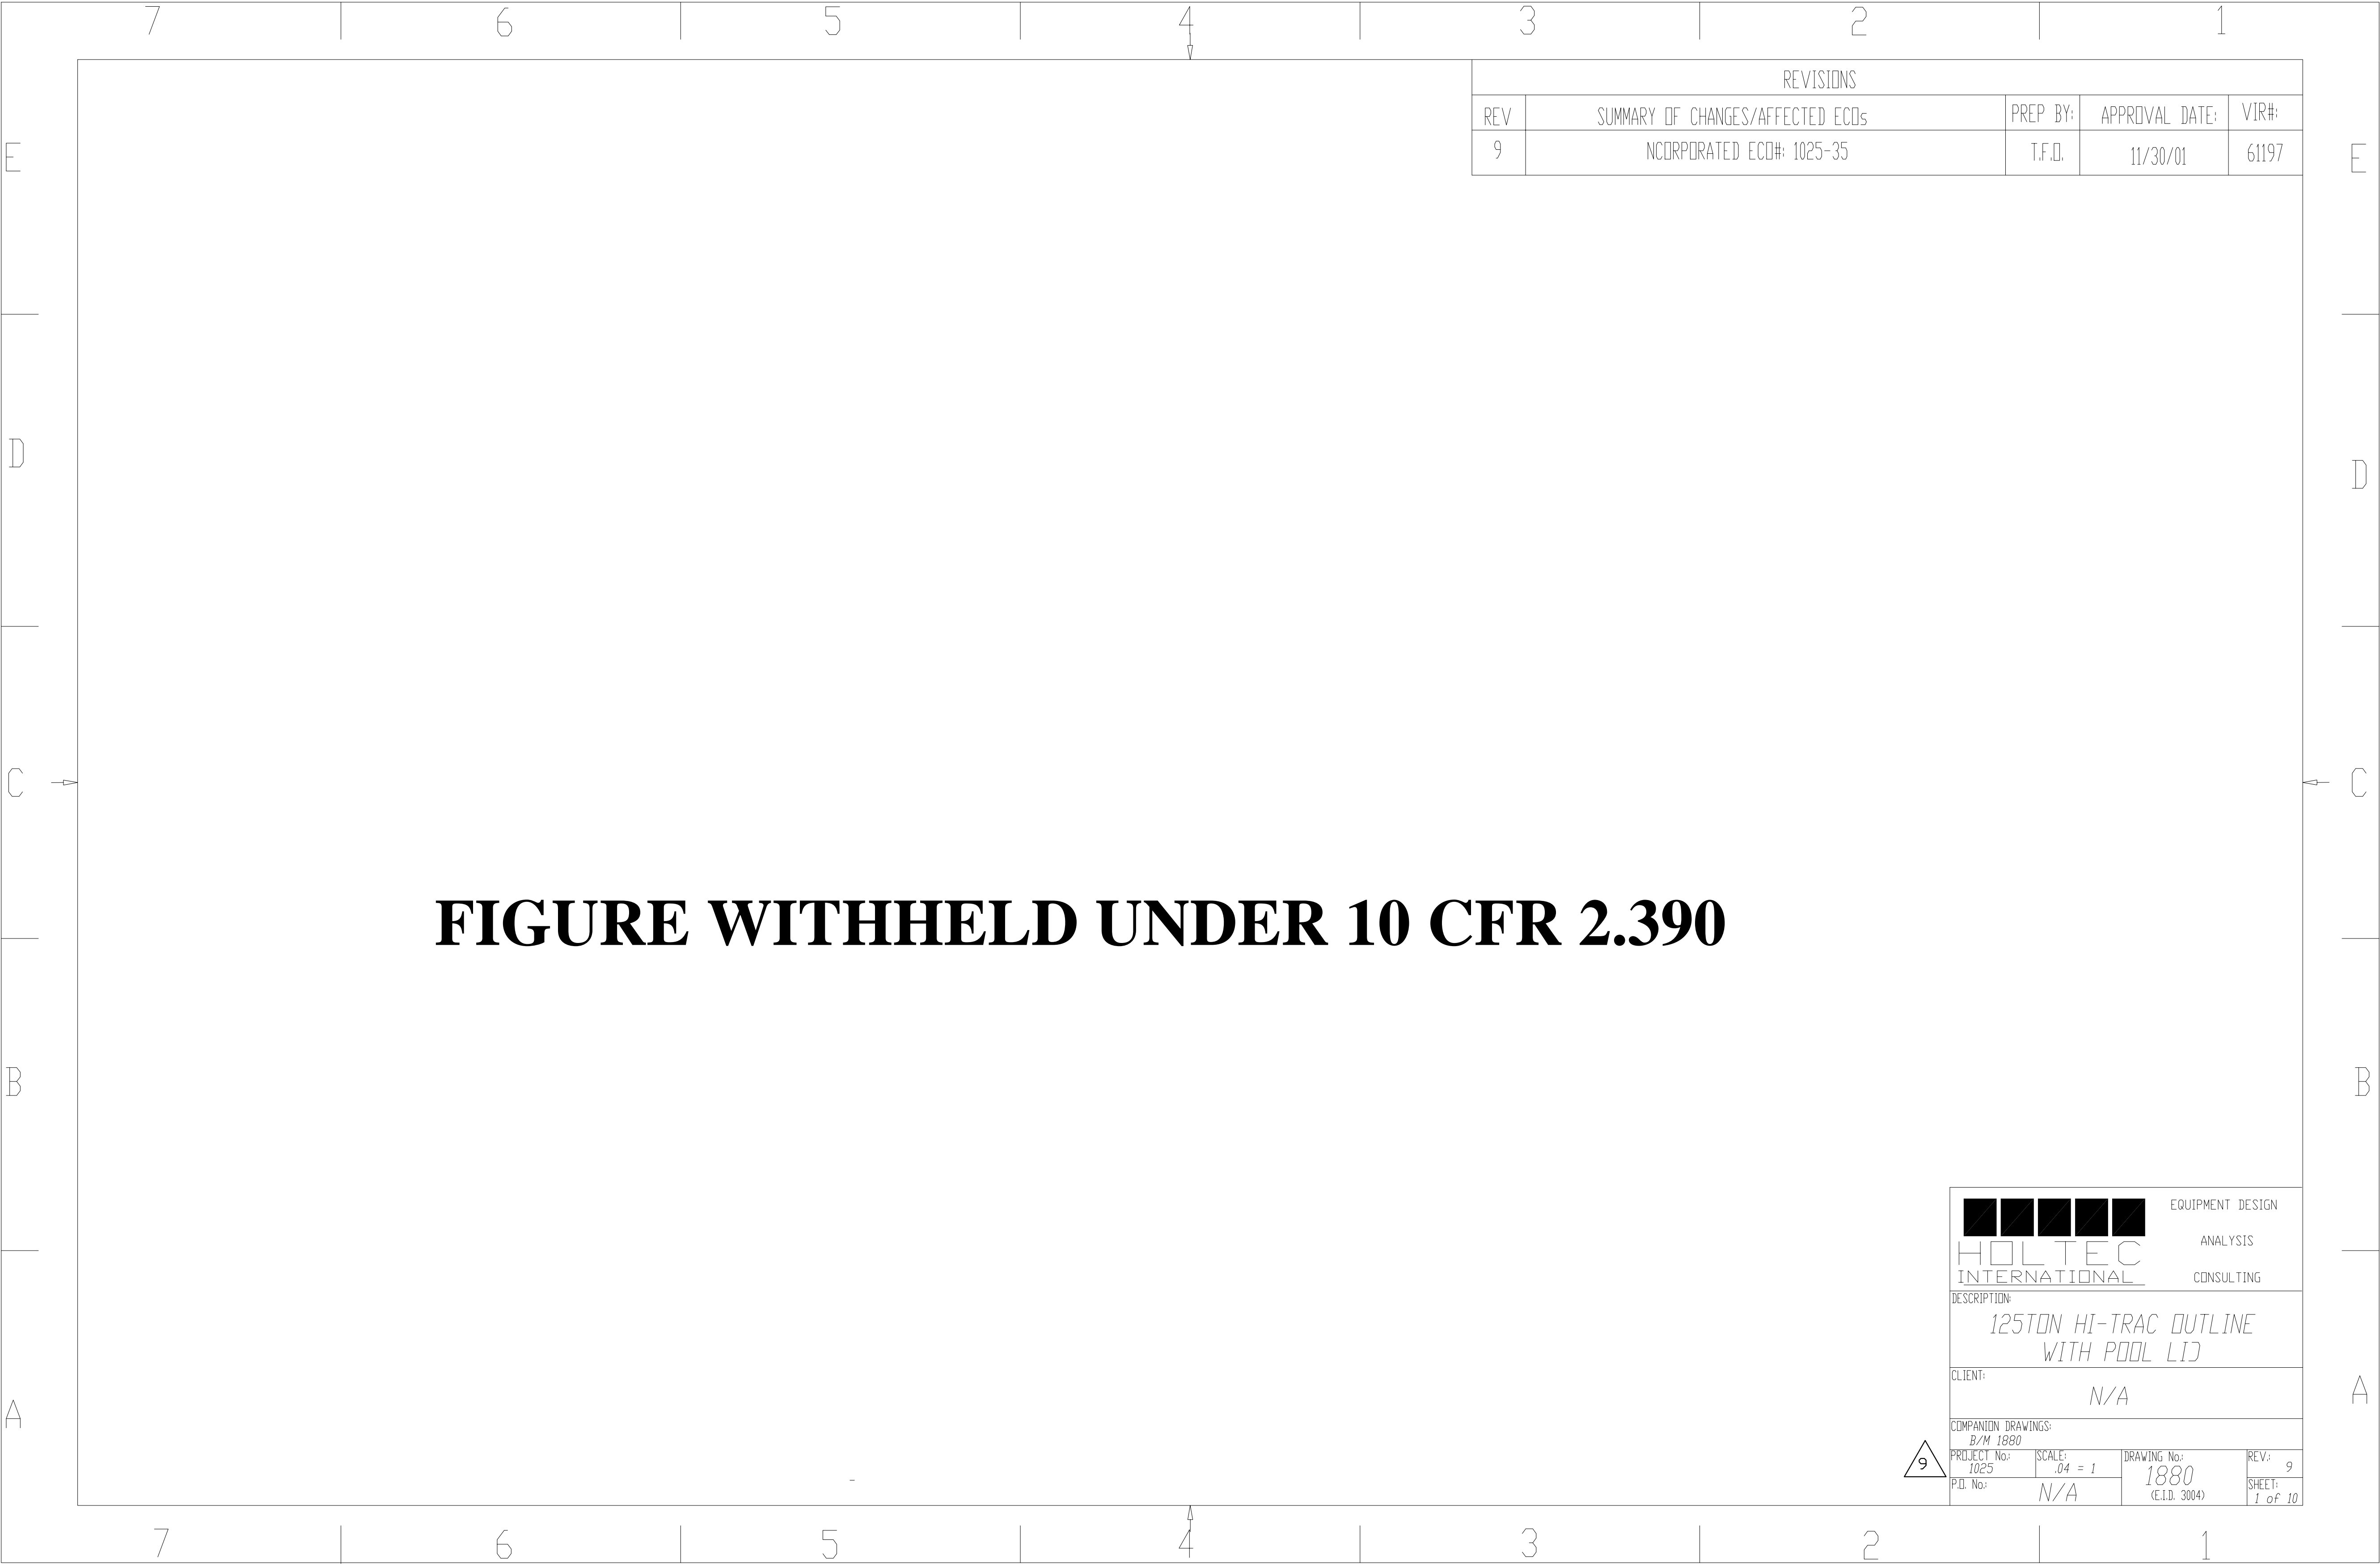 7 6 5 4 3 2 1
REVISIONS
REV SUMMARY OF CHANGES/AFFECTED ECOs PREP BY: APPROVAL DATE: VIR#:
9 NCORPORATED ECO#: 1025-35 T.F.O. 11/30/01 61197
E E
D D
C C
FIGURE WITHHELD UNDER 10 CFR 2.390
B B
EQUIPMENT DESIGN
ANALYSIS
HOLTEC
INTERNATIONAL CONSULTING
DESCRIPTION:
125TON HI-TRAC OUTLINE
WITH POOL LID
CLIENT:
N/A
A A
COMPANION DRAWINGS:
B/M 1880
9
PROJECT No.: SCALE: DRAWING No.: REV.:
1025 .04 = 1 1880 9
P.O. No.: N/A (E.I.D. 3004) SHEET:
1 of 10
7 6 5 4 3 2 1